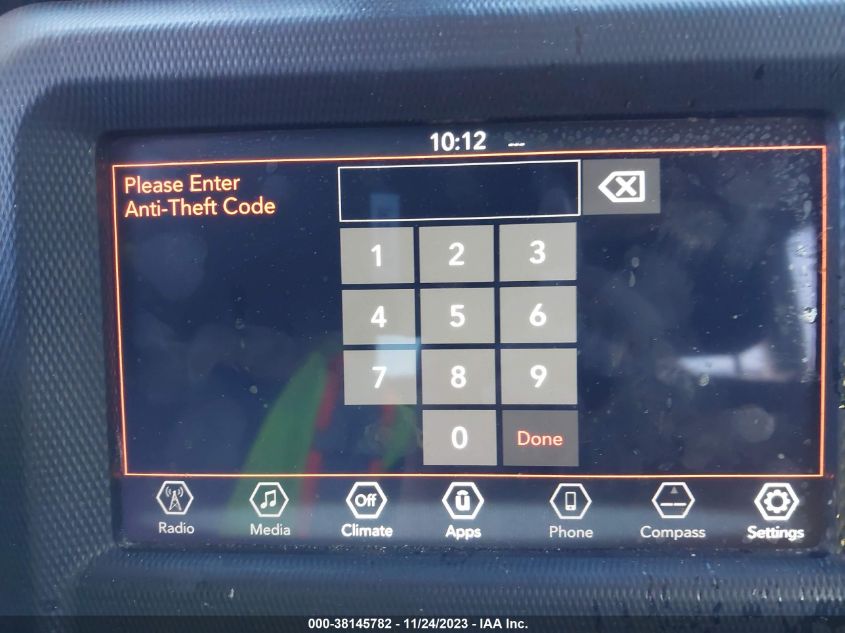 10:12 --
Please Enter
Anti-Theft Code
1 2 3
4 5 6
7 8 9
0 Done
Off
Radio Media Climate Apps Phone Compass Settings
000-38145782 - 11/24/2023 - IAA Inc.